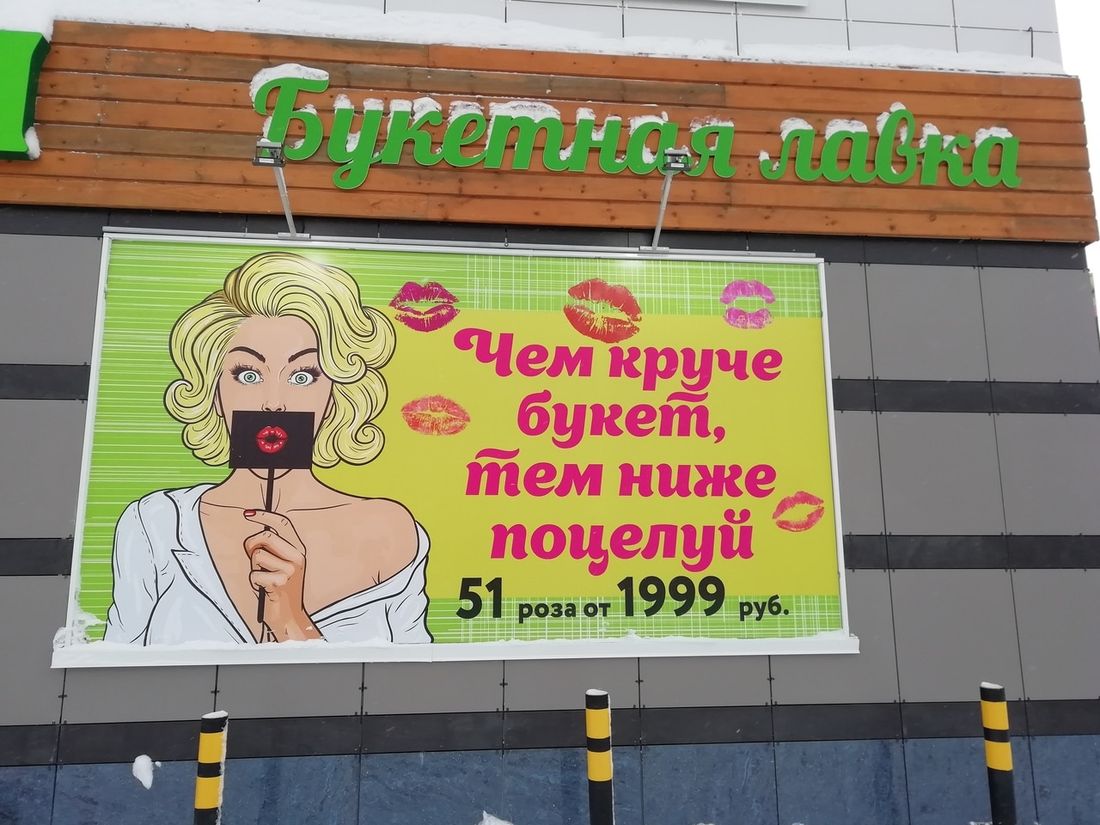 Букетная лавка
Чем круче
букет,
тем ниже
поцелуй
51 роза от 1999 руб.